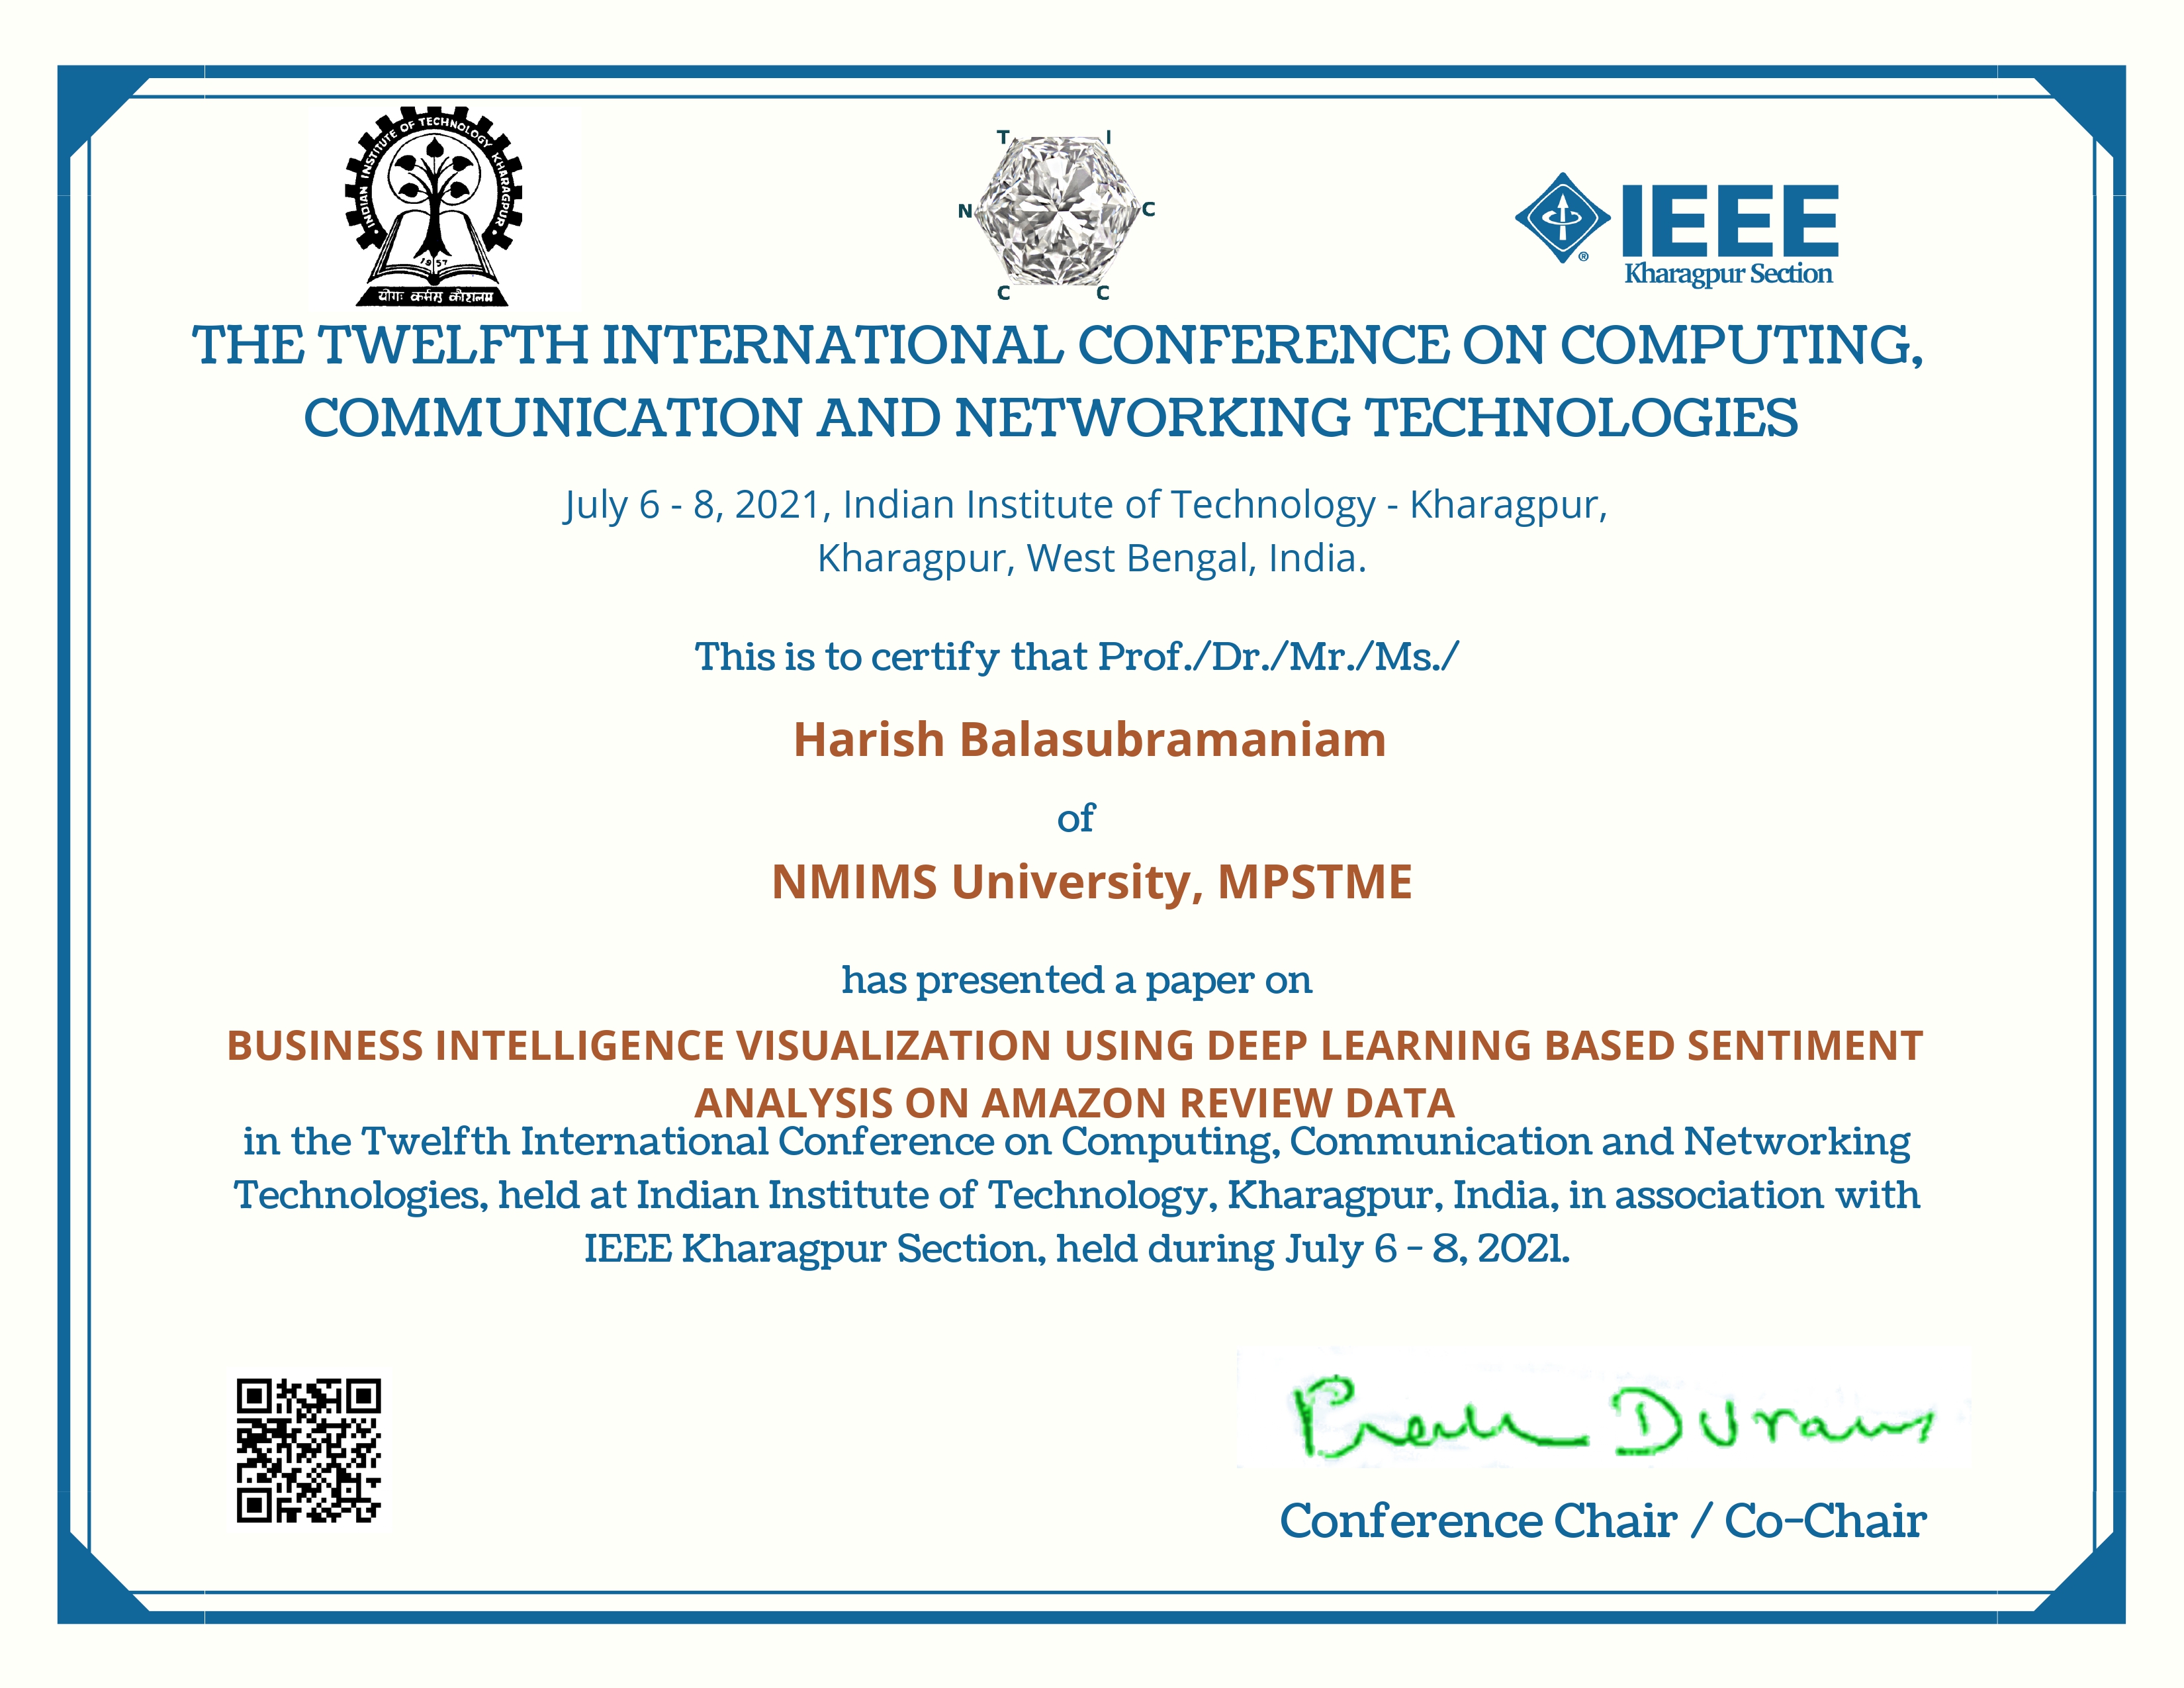 INDIAN INSTITUTE OF TECHNOLOGY KHARAGPUR
1957
योगः कर्मसु कौशलम्
T I
N C
C C
IEEE
®
Kharagpur Section
THE TWELFTH INTERNATIONAL CONFERENCE ON COMPUTING,
COMMUNICATION AND NETWORKING TECHNOLOGIES
July 6 - 8, 2021, Indian Institute of Technology - Kharagpur,
Kharagpur, West Bengal, India.
This is to certify that Prof./Dr./Mr./Ms./
Harish Balasubramaniam
of
NMIMS University, MPSTME
has presented a paper on
BUSINESS INTELLIGENCE VISUALIZATION USING DEEP LEARNING BASED SENTIMENT
ANALYSIS ON AMAZON REVIEW DATA
in the Twelfth International Conference on Computing, Communication and Networking
Technologies, held at Indian Institute of Technology, Kharagpur, India, in association with
IEEE Kharagpur Section, held during July 6 - 8, 2021.
Conference Chair / Co-Chair